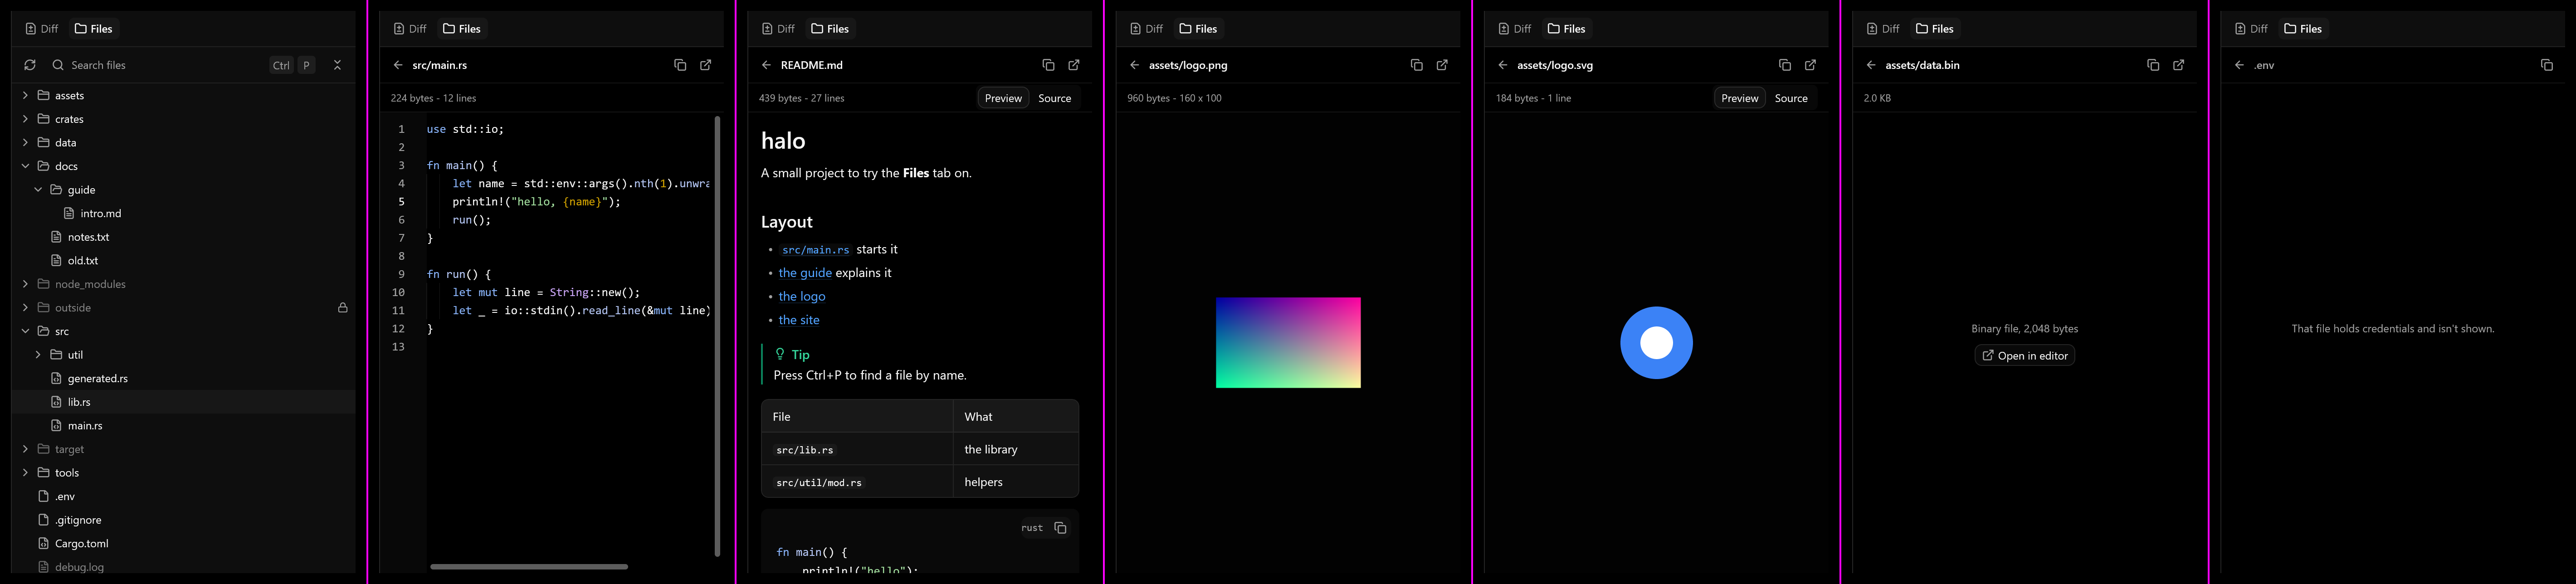 Diff Files
Search files Ctrl P
assets
crates
data
docs
guide
intro.md
notes.txt
old.txt
node_modules
outside
src
util
generated.rs
lib.rs
main.rs
target
tools
.env
.gitignore
Cargo.toml
debug.log
Diff Files
src/main.rs
224 bytes - 12 lines
1 use std::io;
2
3 fn main() {
4 let name = std::env::args().nth(1).unwra
5 println!("hello, {name}");
6 run();
7 }
8
9 fn run() {
10 let mut line = String::new();
11 let _ = io::stdin().read_line(&mut line)
12 }
13
Diff Files
README.md
439 bytes - 27 lines Preview Source
halo
A small project to try the Files tab on.
Layout
• src/main.rs starts it
• the guide explains it
• the logo
• the site
Tip
Press Ctrl+P to find a file by name.
File What
src/lib.rs the library
src/util/mod.rs helpers
rust
fn main() {
println!("hello");
Diff Files
assets/logo.png
960 bytes - 160 x 100
Diff Files
assets/logo.svg
184 bytes - 1 line Preview Source
Diff Files
assets/data.bin
2.0 KB
Binary file, 2,048 bytes
Open in editor
Diff Files
.env
That file holds credentials and isn't shown.